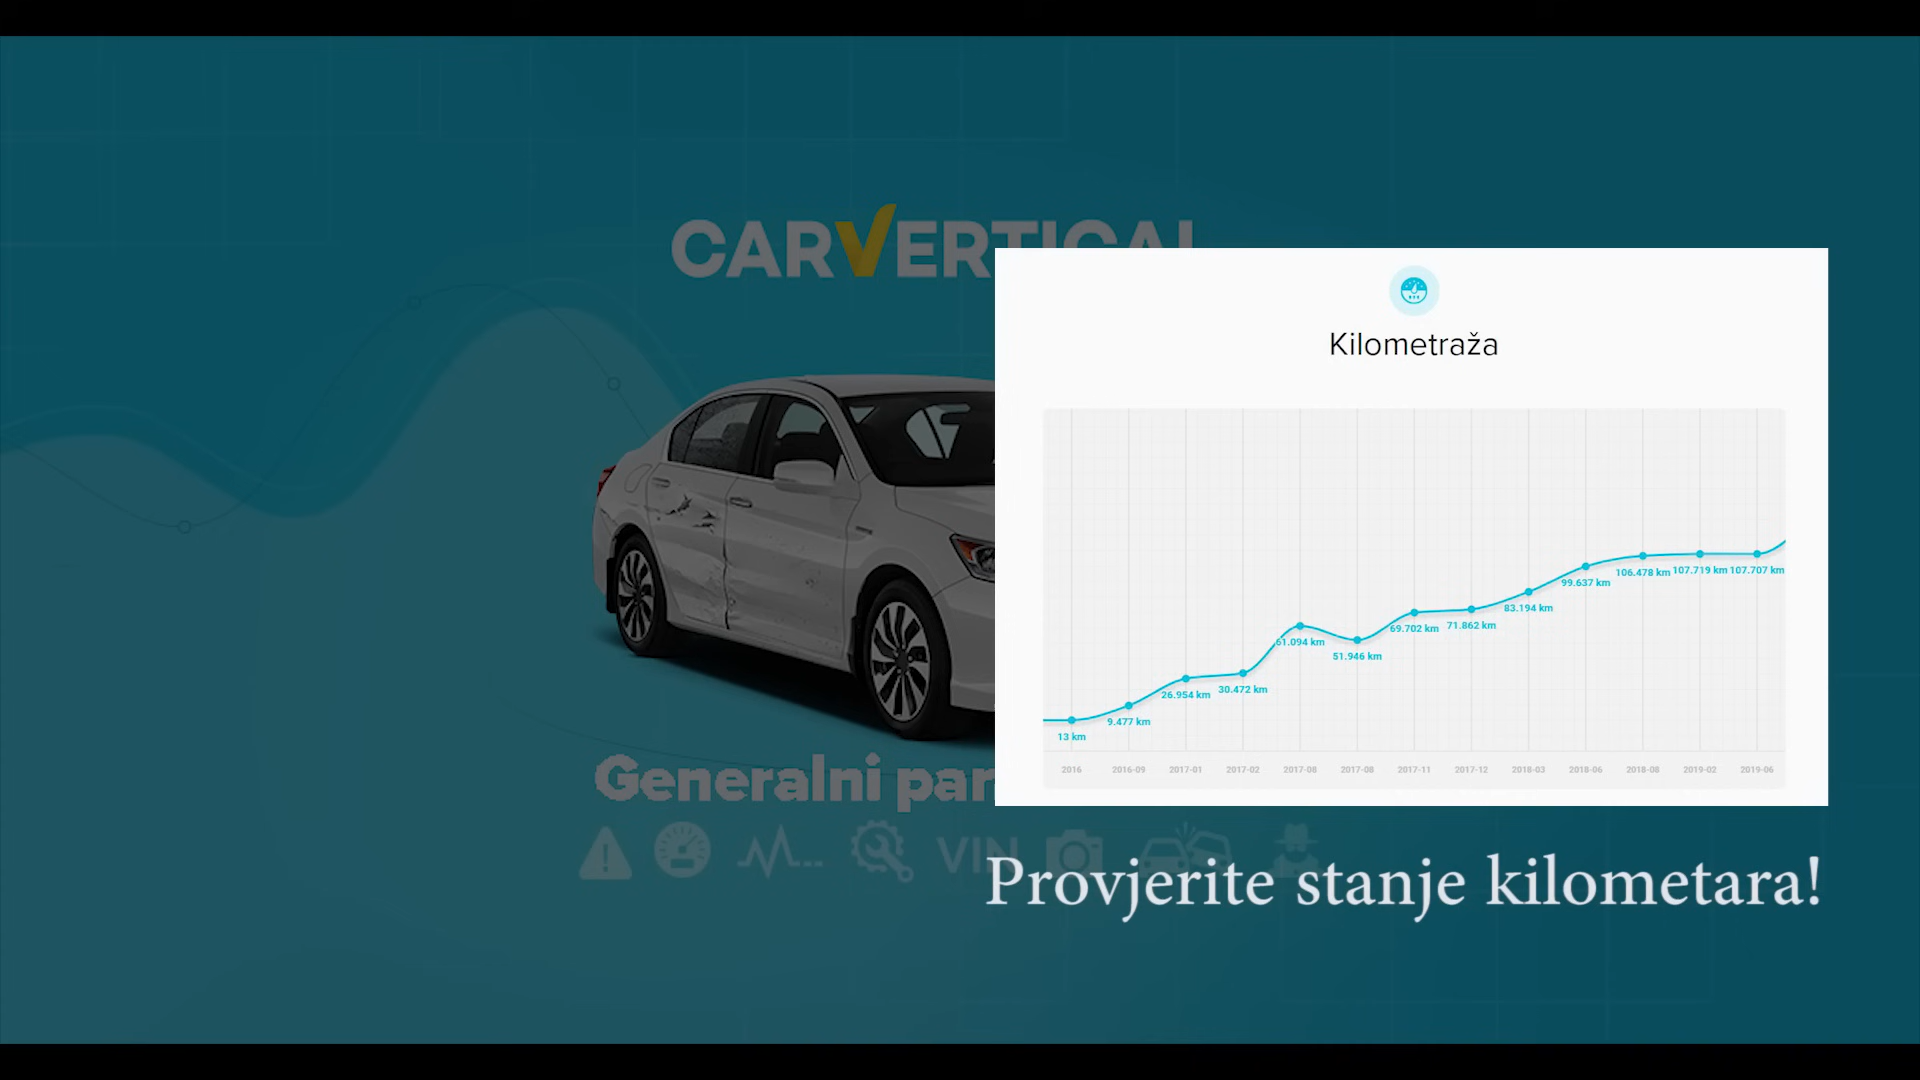 CARVERTICAL
Kilometraža
61.094 km
51.946 km
69.702 km
71.862 km
83.194 km
99.637 km
106.478 km
107.719 km
107.707 km
26.954 km
30.472 km
9.477 km
13 km
2016
2016-09
2017-01
2017-02
2017-08
2017-08
2017-11
2017-12
2018-03
2018-06
2018-08
2019-02
2019-06
Generalni par
VIN
Provjerite stanje kilometara!